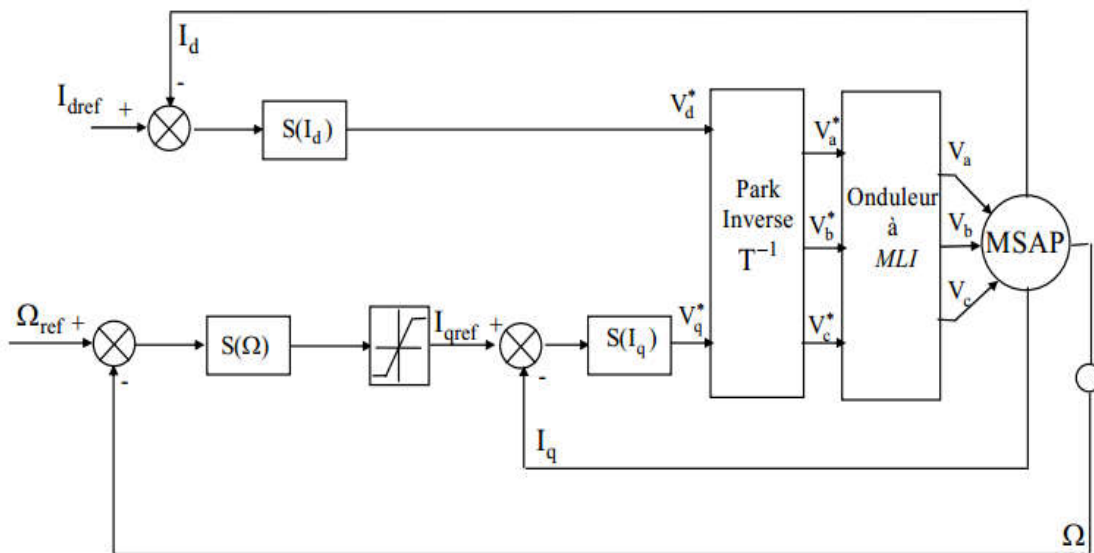 I_d
-
I_dref +
S(I_d)
V_d^*
Park
Inverse
T^−1
V_a^*
V_b^*
V_c^*
Onduleur
à
MLI
V_a
V_b
V_c
MSAP
Ω_ref +
-
S(Ω)
I_qref +
-
S(I_q)
V_q^*
I_q
Ω